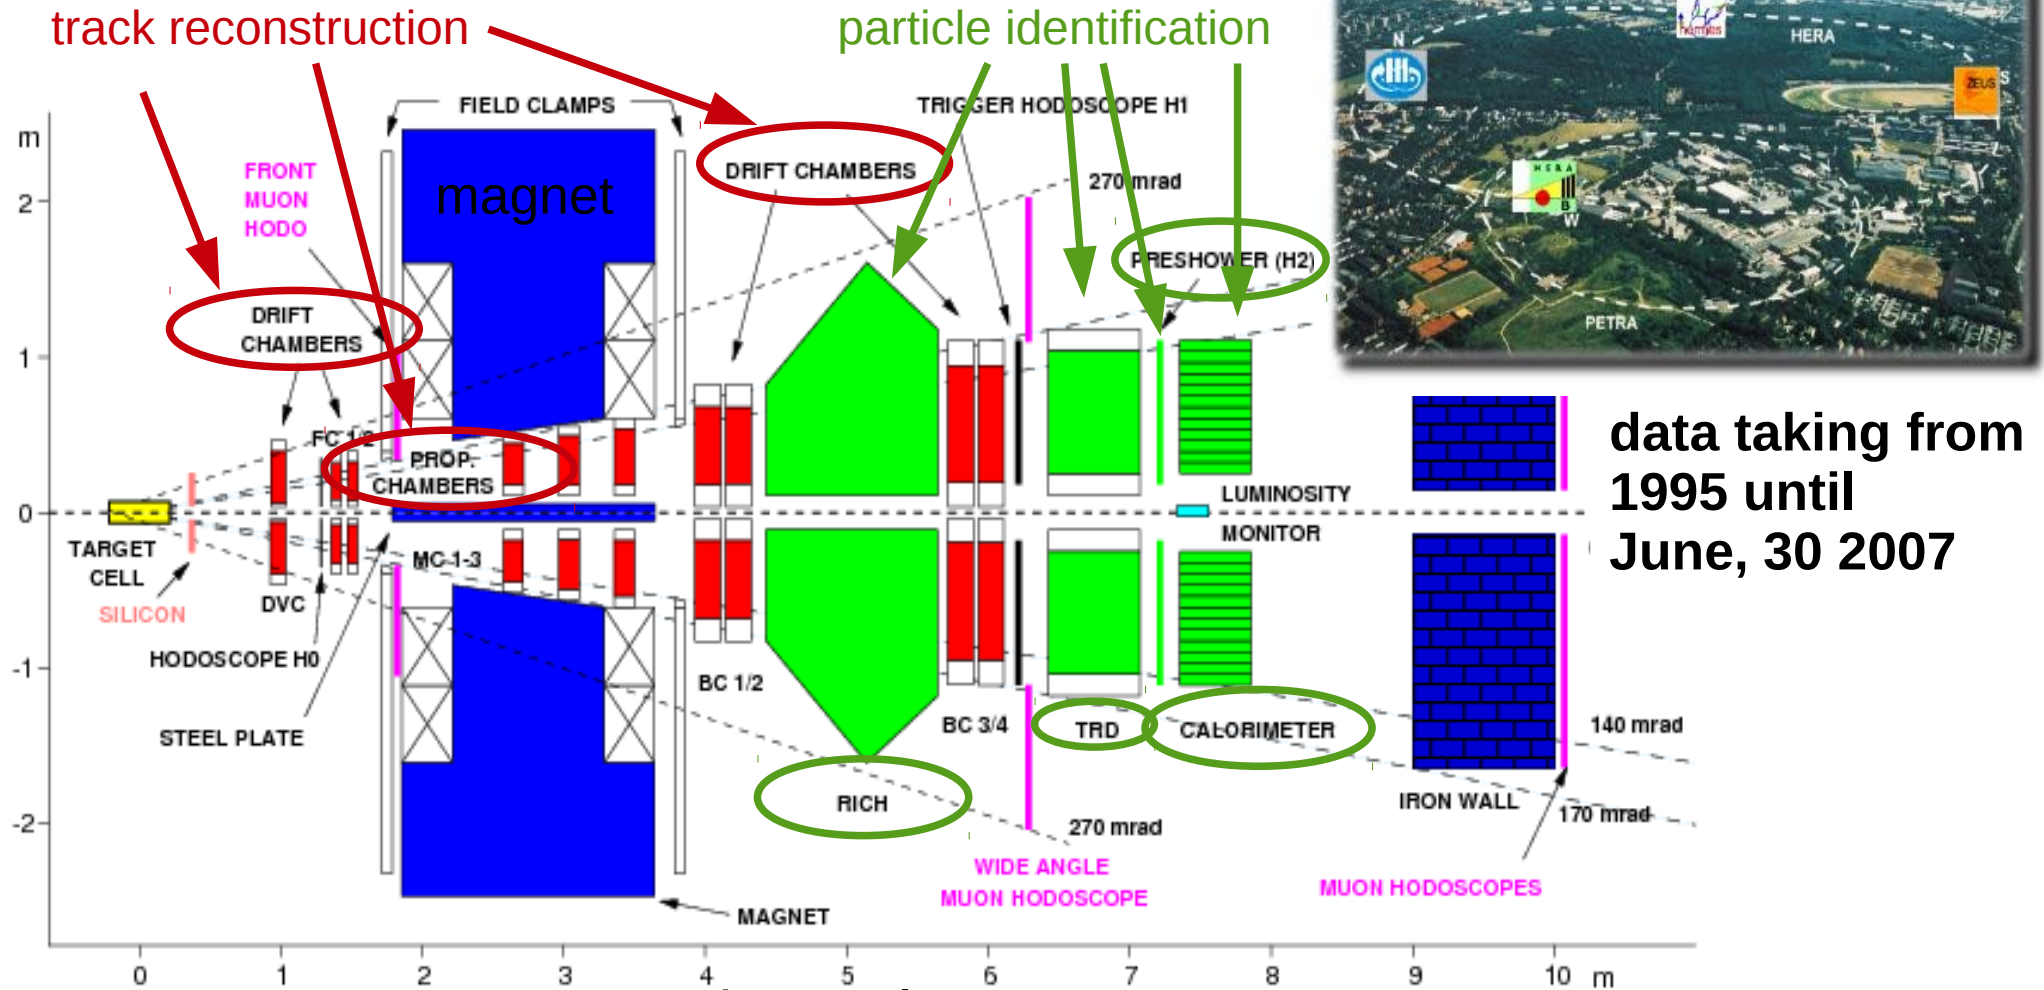 track reconstruction
particle identification
FIELD CLAMPS
TRIGGER HODOSCOPE H1
m
FRONT
MUON
HODO
magnet
DRIFT CHAMBERS
270 mrad
2
PRESHOWER (H2)
DRIFT
CHAMBERS
1
FC 1/2
PROP.
CHAMBERS
0
LUMINOSITY
MONITOR
TARGET
CELL
MC 1-3
SILICON
DVC
HODOSCOPE H0
-1
BC 1/2
STEEL PLATE
BC 3/4
TRD
CALORIMETER
140 mrad
RICH
IRON WALL
170 mrad
-2
270 mrad
WIDE ANGLE
MUON HODOSCOPE
MUON HODOSCOPES
MAGNET
0 1 2 3 4 5 6 7 8 9 10 m
N
hermes
HERA
S
ZEUS
HERA
B
W
PETRA
data taking from
1995 until
June, 30 2007